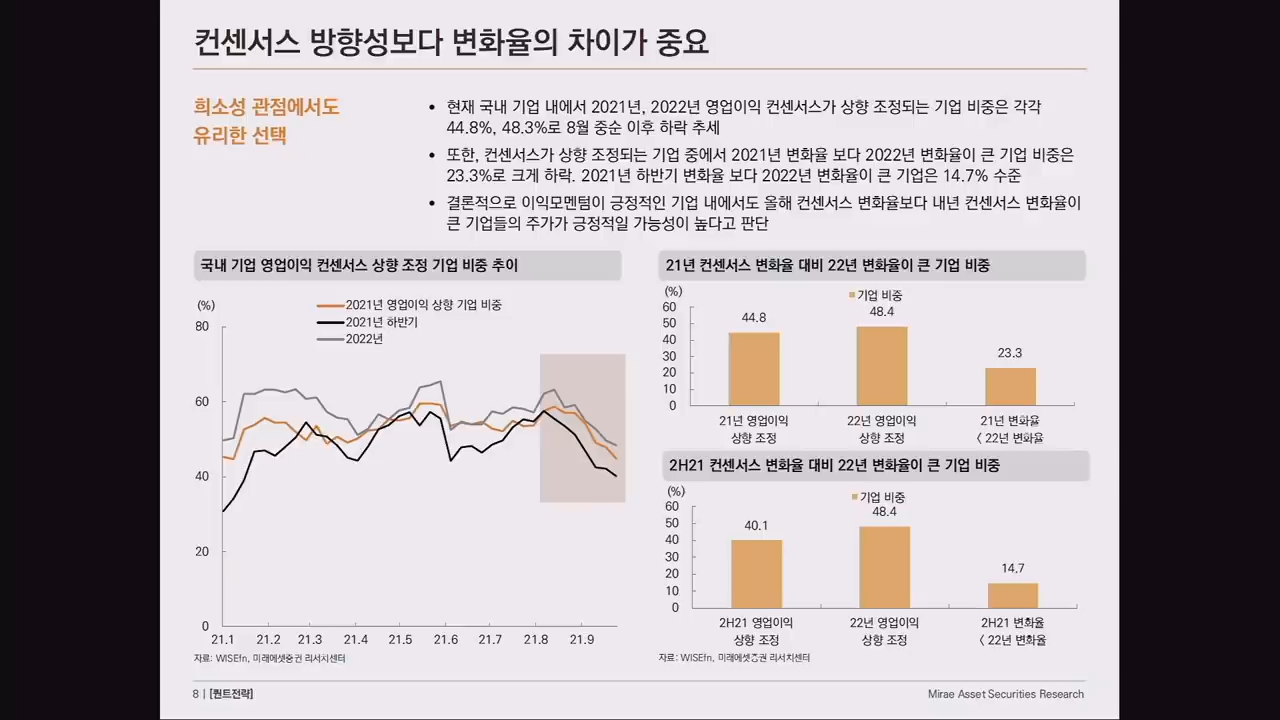 컨센서스 방향성보다 변화율의 차이가 중요
희소성 관점에서도
유리한 선택
• 현재 국내 기업 내에서 2021년, 2022년 영업이익 컨센서스가 상향 조정되는 기업 비중은 각각
44.8%, 48.3%로 8월 중순 이후 하락 추세
• 또한, 컨센서스가 상향 조정되는 기업 중에서 2021년 변화율 보다 2022년 변화율이 큰 기업 비중은
23.3%로 크게 하락. 2021년 하반기 변화율 보다 2022년 변화율이 큰 기업은 14.7% 수준
• 결론적으로 이익모멘텀이 긍정적인 기업 내에서도 올해 컨센서스 변화율보다 내년 컨센서스 변화율이
큰 기업들의 주가가 긍정적일 가능성이 높다고 판단
국내 기업 영업이익 컨센서스 상향 조정 기업 비중 추이
(%)
2021년 영업이익 상향 기업 비중
2021년 하반기
2022년
80
60
40
20
0
21.1 21.2 21.3 21.4 21.5 21.6 21.7 21.8 21.9
자료: WISEfn, 미래에셋증권 리서치센터
21년 컨센서스 변화율 대비 22년 변화율이 큰 기업 비중
(%)
기업 비중
60
50
40
30
20
10
0
44.8
48.4
23.3
21년 영업이익 22년 영업이익 21년 변화율
상향 조정 상향 조정 < 22년 변화율
2H21 컨센서스 변화율 대비 22년 변화율이 큰 기업 비중
(%)
기업 비중
60
50
40
30
20
10
0
40.1
48.4
14.7
2H21 영업이익 22년 영업이익 2H21 변화율
상향 조정 상향 조정 < 22년 변화율
자료: WISEfn, 미래에셋증권 리서치센터
8 | [퀀트전략]
Mirae Asset Securities Research